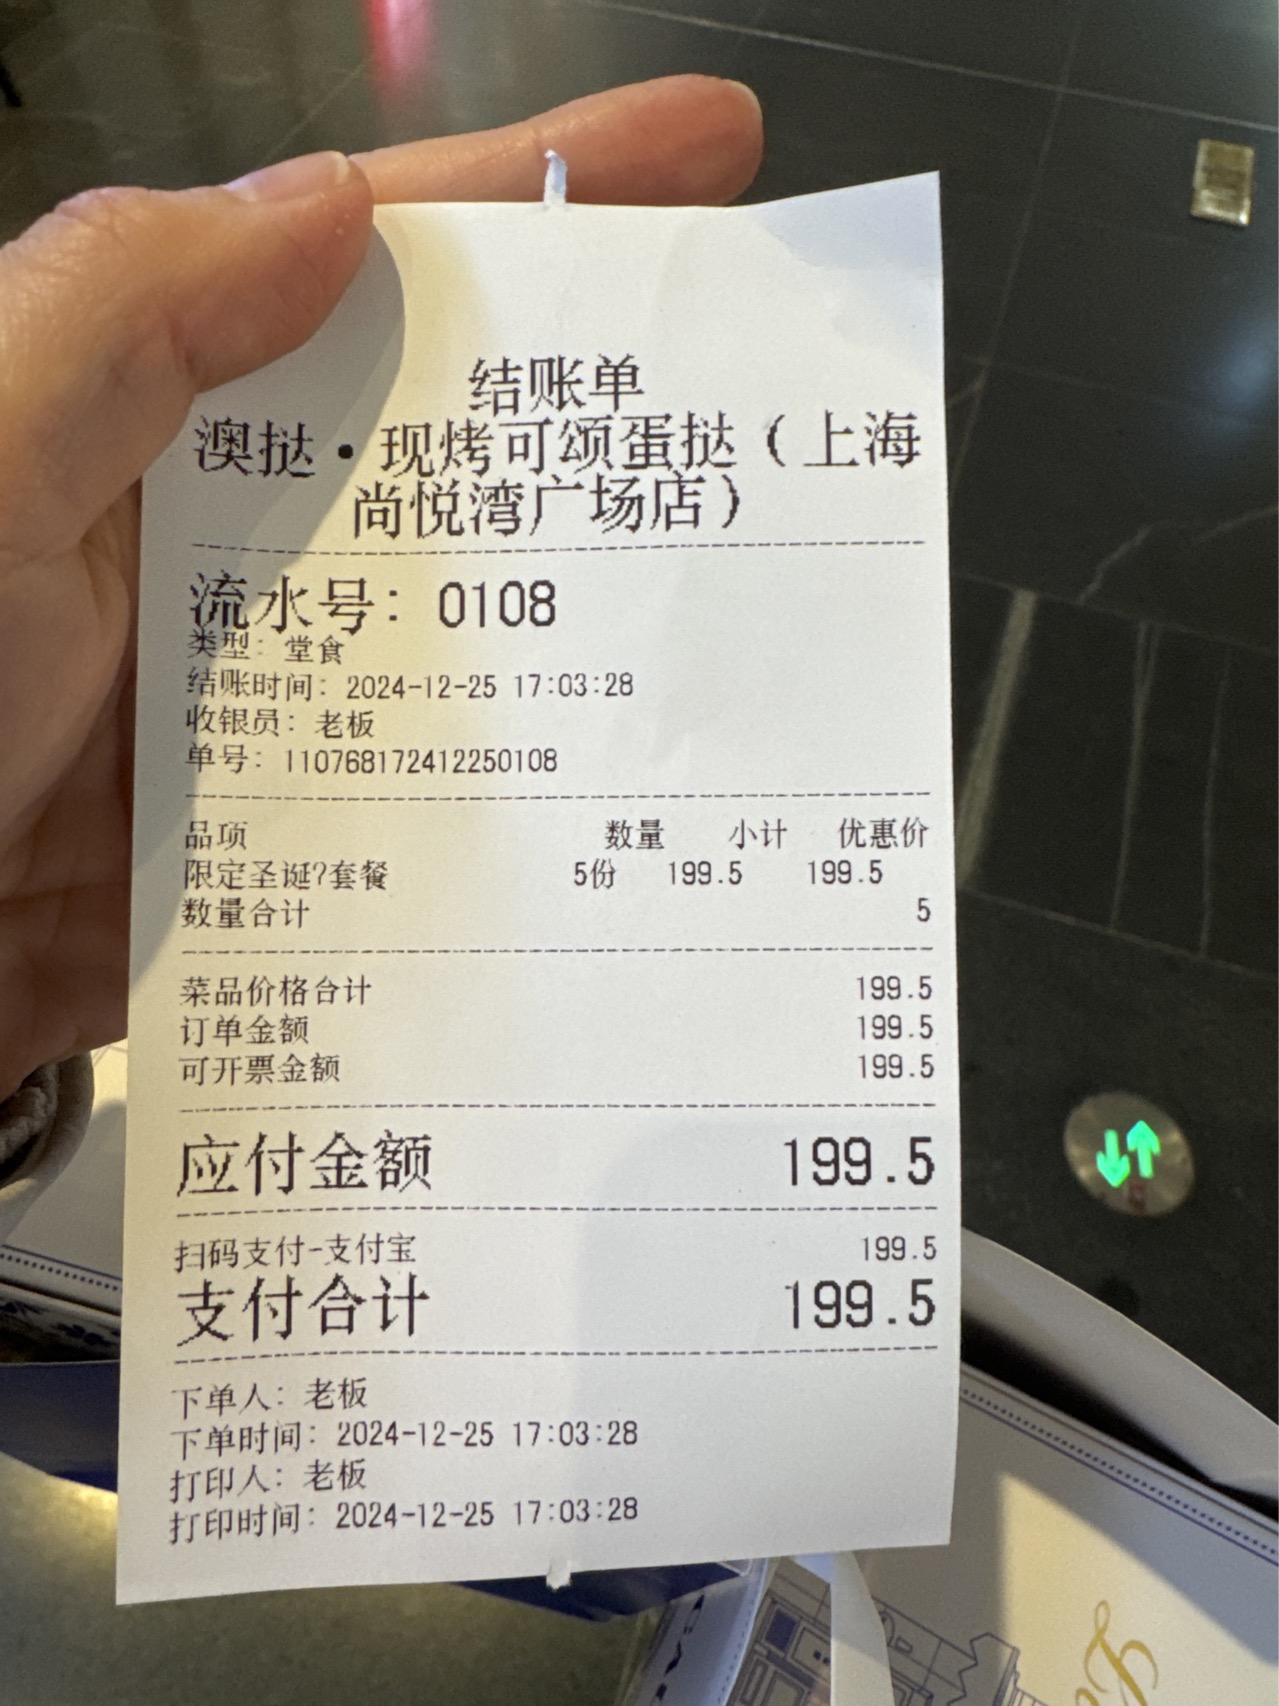 结账单
澳挞·现烤可颂蛋挞（上海
尚悦湾广场店）
流水号：0108
类型：堂食
结账时间：2024-12-25 17:03:28
收银员：老板
单号：110768172412250108
品项 数量 小计 优惠价
限定圣诞?套餐 5份 199.5 199.5
数量合计 5
菜品价格合计 199.5
订单金额 199.5
可开票金额 199.5
应付金额 199.5
扫码支付-支付宝 199.5
支付合计 199.5
下单人：老板
下单时间：2024-12-25 17:03:28
打印人：老板
打印时间：2024-12-25 17:03:28